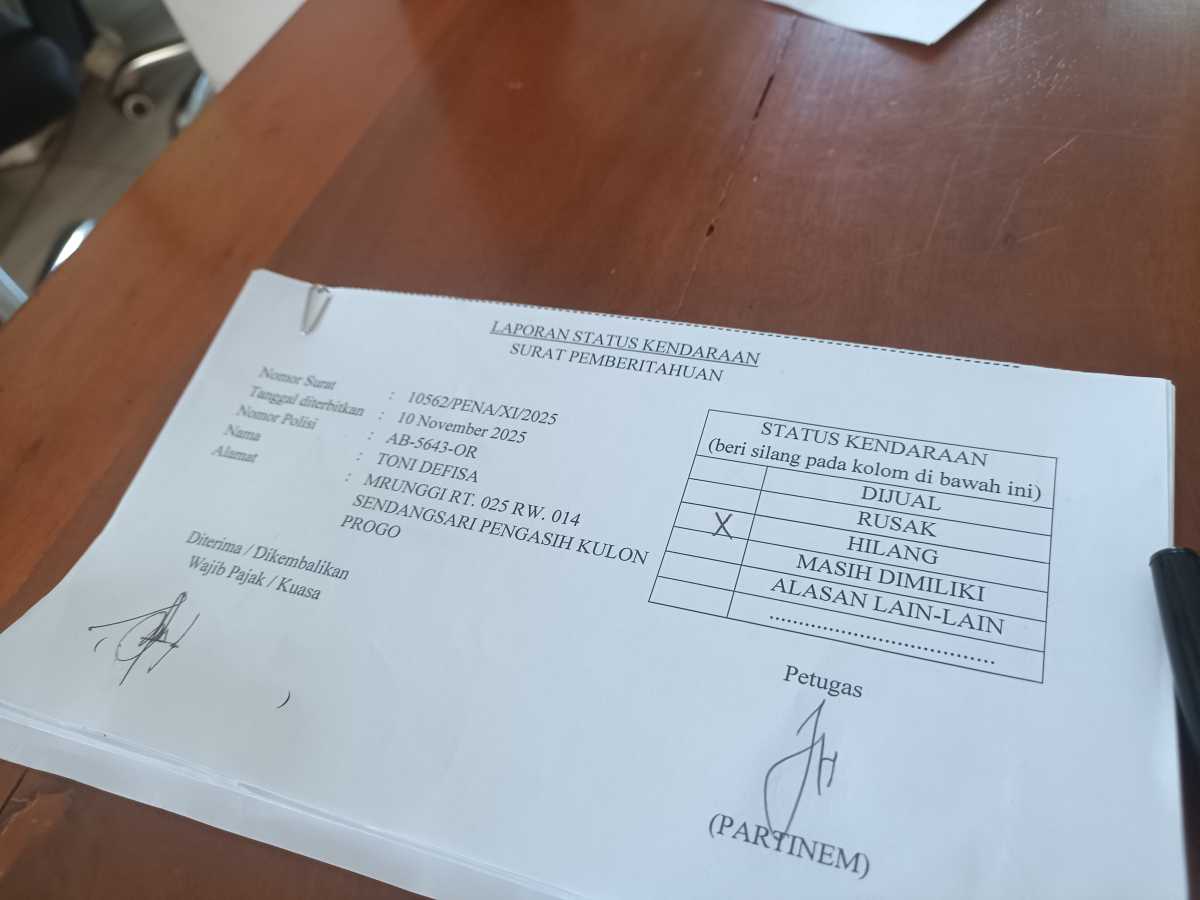 LAPORAN STATUS KENDARAAN
SURAT PEMBERITAHUAN
Nomor Surat : 10562/PENA/XI/2025
Tanggal diterbitkan : 10 November 2025
Nomor Polisi : AB-5643-OR
Nama : TONI DEFISA
Alamat : MRUNGGI RT. 025 RW. 014
SENDANGSARI PENGASIH KULON
PROGO
Diterima / Dikembalikan
Wajib Pajak / Kuasa
STATUS KENDARAAN
(beri silang pada kolom di bawah ini)
DIJUAL
RUSAK
X HILANG
MASIH DIMILIKI
ALASAN LAIN-LAIN
....................................
Petugas
(PARTINEM)